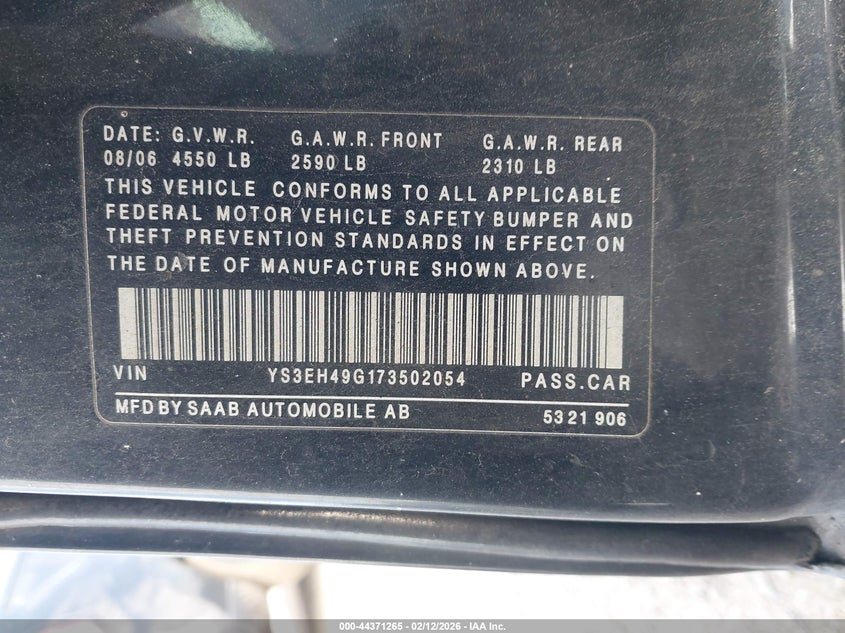 DATE: G.V.W.R. G.A.W.R. FRONT G.A.W.R. REAR
08/06 4550 LB 2590 LB 2310 LB
THIS VEHICLE CONFORMS TO ALL APPLICABLE
FEDERAL MOTOR VEHICLE SAFETY BUMPER AND
THEFT PREVENTION STANDARDS IN EFFECT ON
THE DATE OF MANUFACTURE SHOWN ABOVE.
VIN YS3EH49G173502054 PASS.CAR
MFD BY SAAB AUTOMOBILE AB 53 21 906
000-44371265 - 02/12/2026 - IAA Inc.